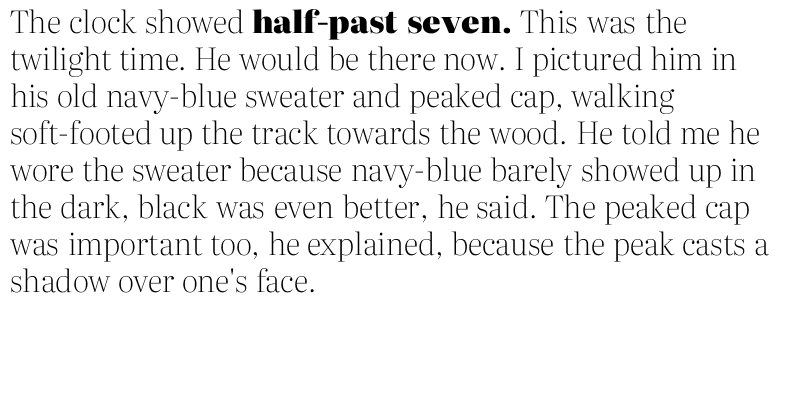 The clock showed half-past seven. This was the
twilight time. He would be there now. I pictured him in
his old navy-blue sweater and peaked cap, walking
soft-footed up the track towards the wood. He told me he
wore the sweater because navy-blue barely showed up in
the dark, black was even better, he said. The peaked cap
was important too, he explained, because the peak casts a
shadow over one's face.